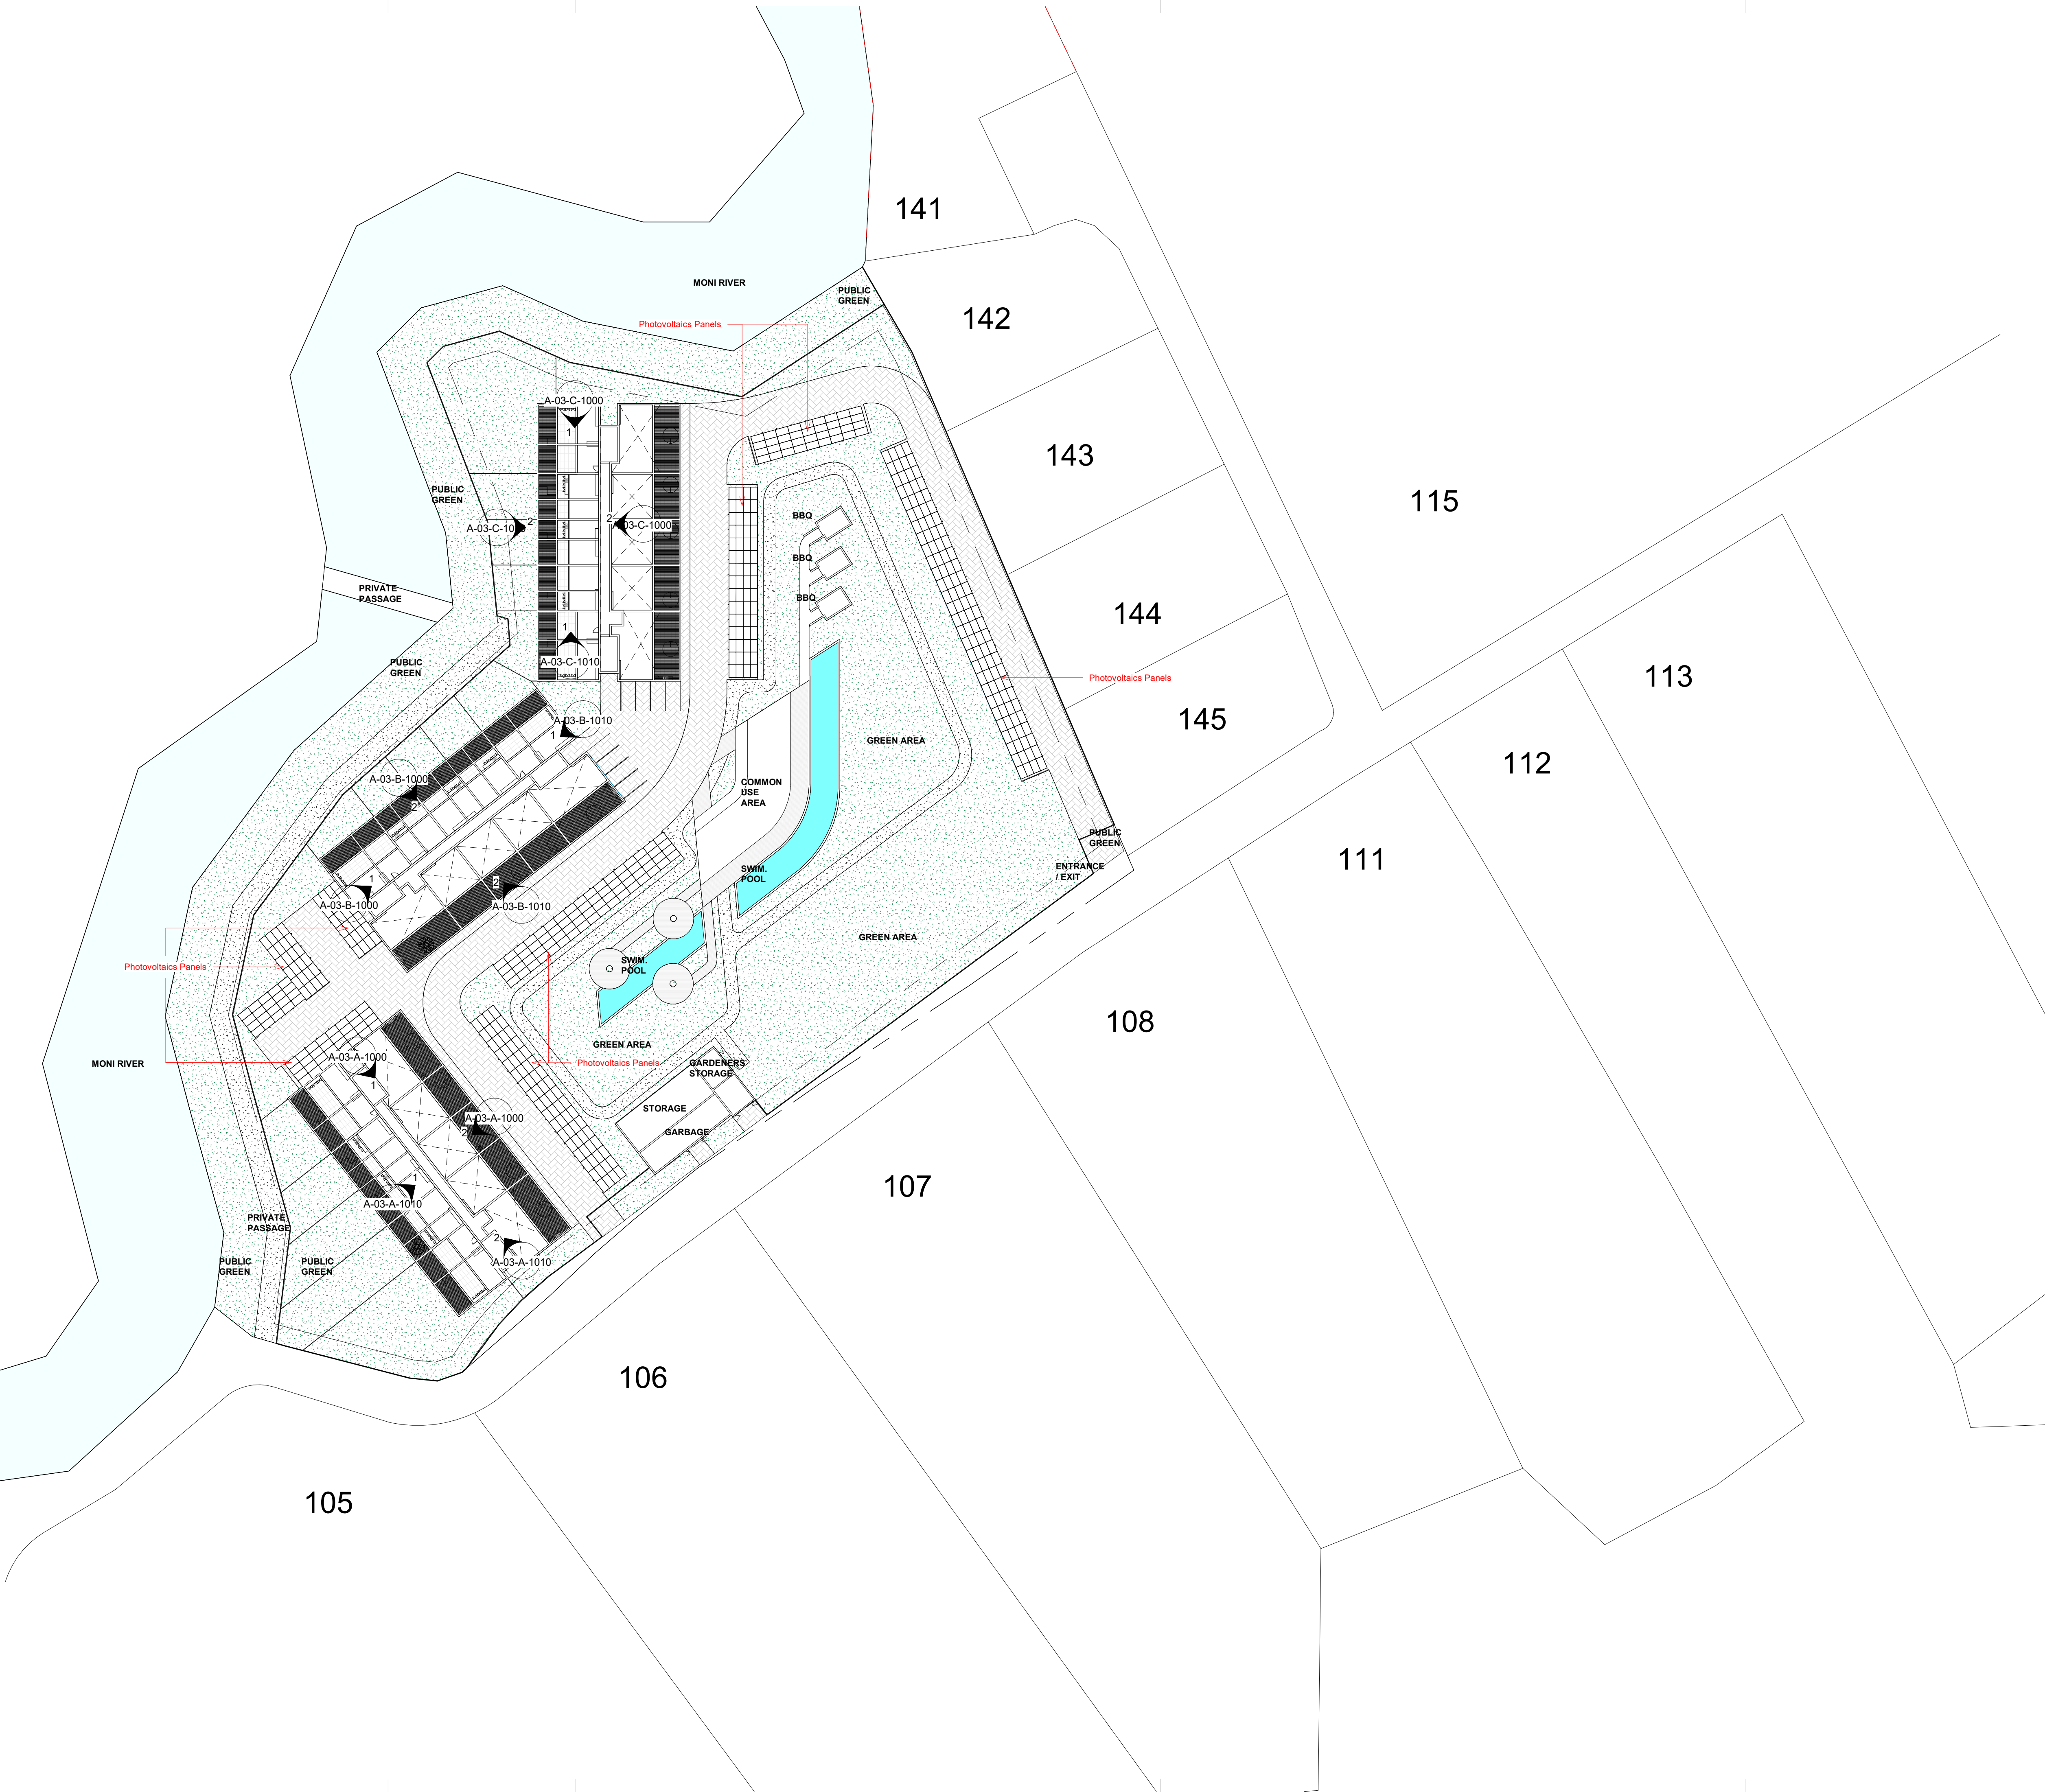 141
MONI RIVER
PUBLIC
GREEN
142
Photovoltaics Panels
A-03-C-1000
1
143
PUBLIC
GREEN
115
A-03-C-10
2
2
A-03-C-1000
BBQ
BBQ
BBQ
PRIVATE
PASSAGE
144
1
A-03-C-1010
PUBLIC
GREEN
Photovoltaics Panels
113
145
A-03-B-1010
1
GREEN AREA
112
A-03-B-1000
2
COMMON
USE
AREA
PUBLIC
GREEN
111
ENTRANCE
/ EXIT
SWIM.
POOL
1
A-03-B-1000
2
A-03-B-1010
GREEN AREA
Photovoltaics Panels
SWIM.
POOL
108
GREEN AREA
MONI RIVER
A-03-A-1000
1
Photovoltaics Panels
GARDENERS
STORAGE
STORAGE
GARBAGE
A-03-A-1000
2
1
A-03-A-1010
107
PRIVATE
PASSAGE
2
A-03-A-1010
PUBLIC
GREEN
PUBLIC
GREEN
106
105